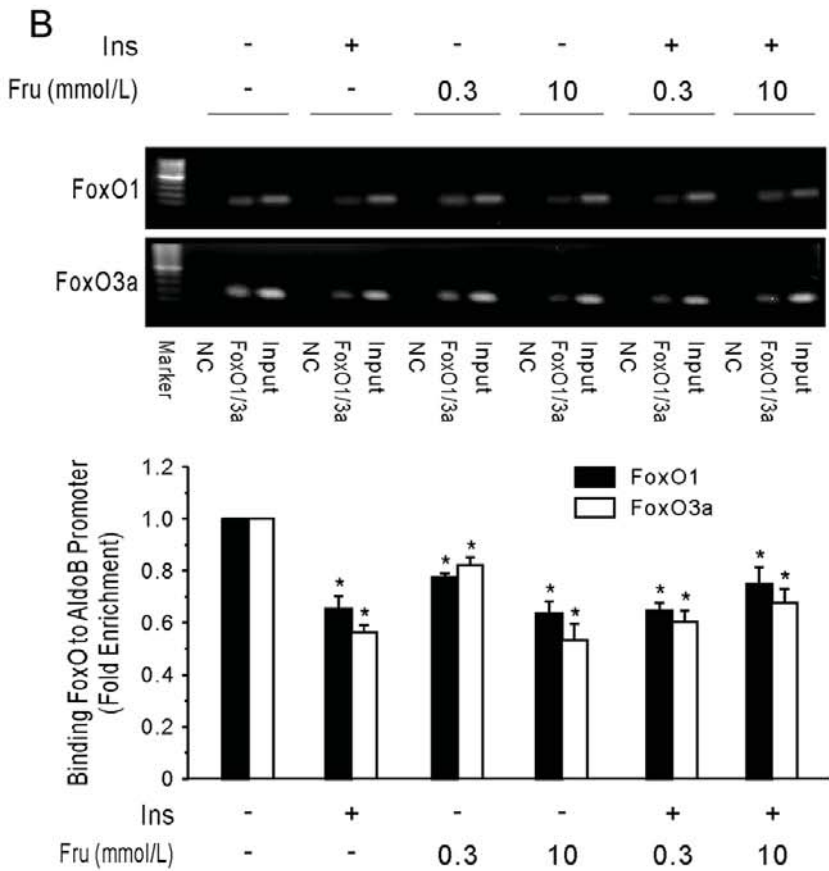 B
Ins - + - - + +
Fru (mmol/L) - - 0.3 10 0.3 10
FoxO1
FoxO3a
Marker NC FoxO1/3a Input NC FoxO1/3a Input NC FoxO1/3a Input NC FoxO1/3a Input NC FoxO1/3a Input NC FoxO1/3a Input
Binding FoxO to AldoB Promoter
(Fold Enrichment)
1.2
1.0
0.8
0.6
0.4
0.2
0
FoxO1
FoxO3a
* * * * * * * * * *
Ins - + - - + +
Fru (mmol/L) - - 0.3 10 0.3 10